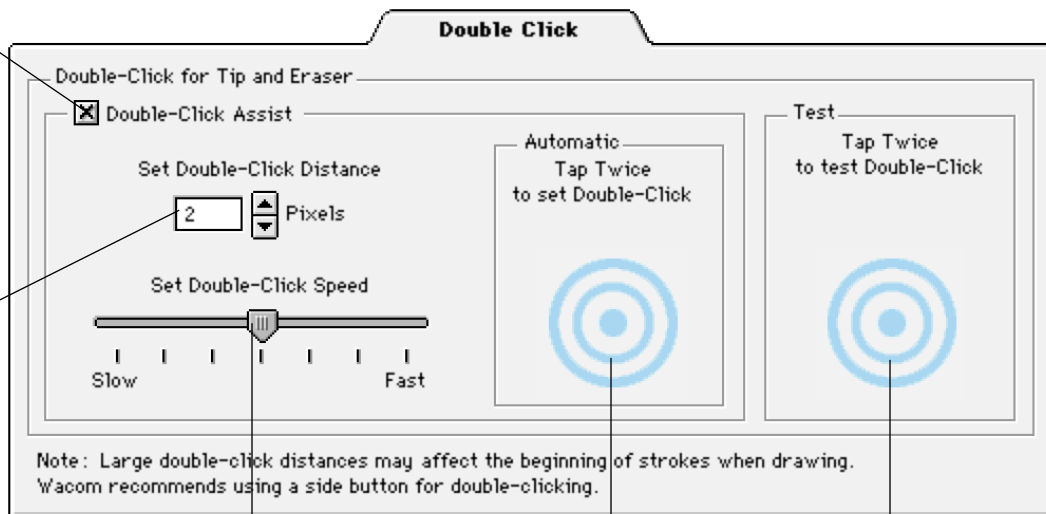 Double Click
Double-Click for Tip and Eraser
Double-Click Assist
Set Double-Click Distance
2
Pixels
Set Double-Click Speed
Slow
Fast
Automatic
Tap Twice
to set Double-Click
Test
Tap Twice
to test Double-Click
Note: Large double-click distances may affect the beginning of strokes when drawing.
Wacom recommends using a side button for double-clicking.